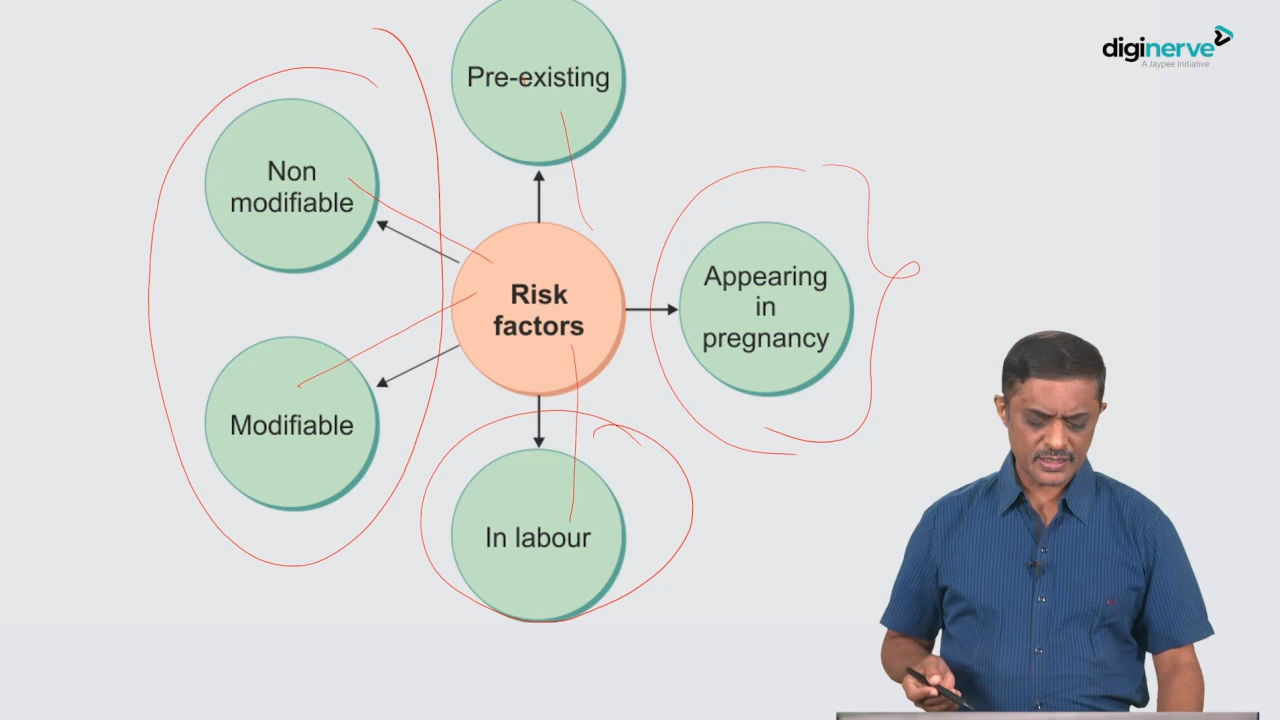 Pre-existing
diginerve
A Jaypee Initiative
Non
modifiable
Risk
factors
Appearing
in
pregnancy
Modifiable
In labour